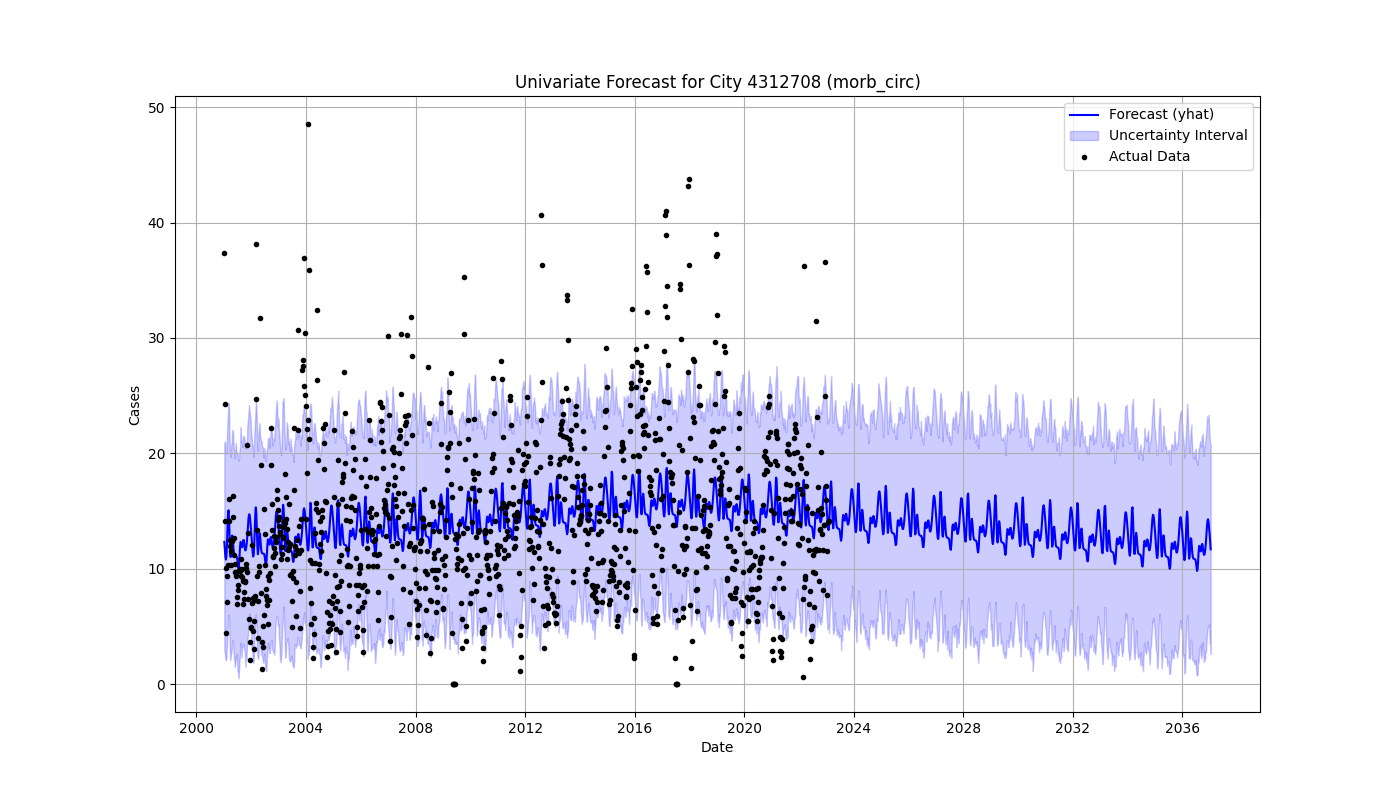 Univariate Forecast for City 4312708 (morb_circ)
Forecast (yhat)
Uncertainty Interval
Actual Data
Cases
50
40
30
20
10
0
2000 2004 2008 2012 2016 2020 2024 2028 2032 2036
Date